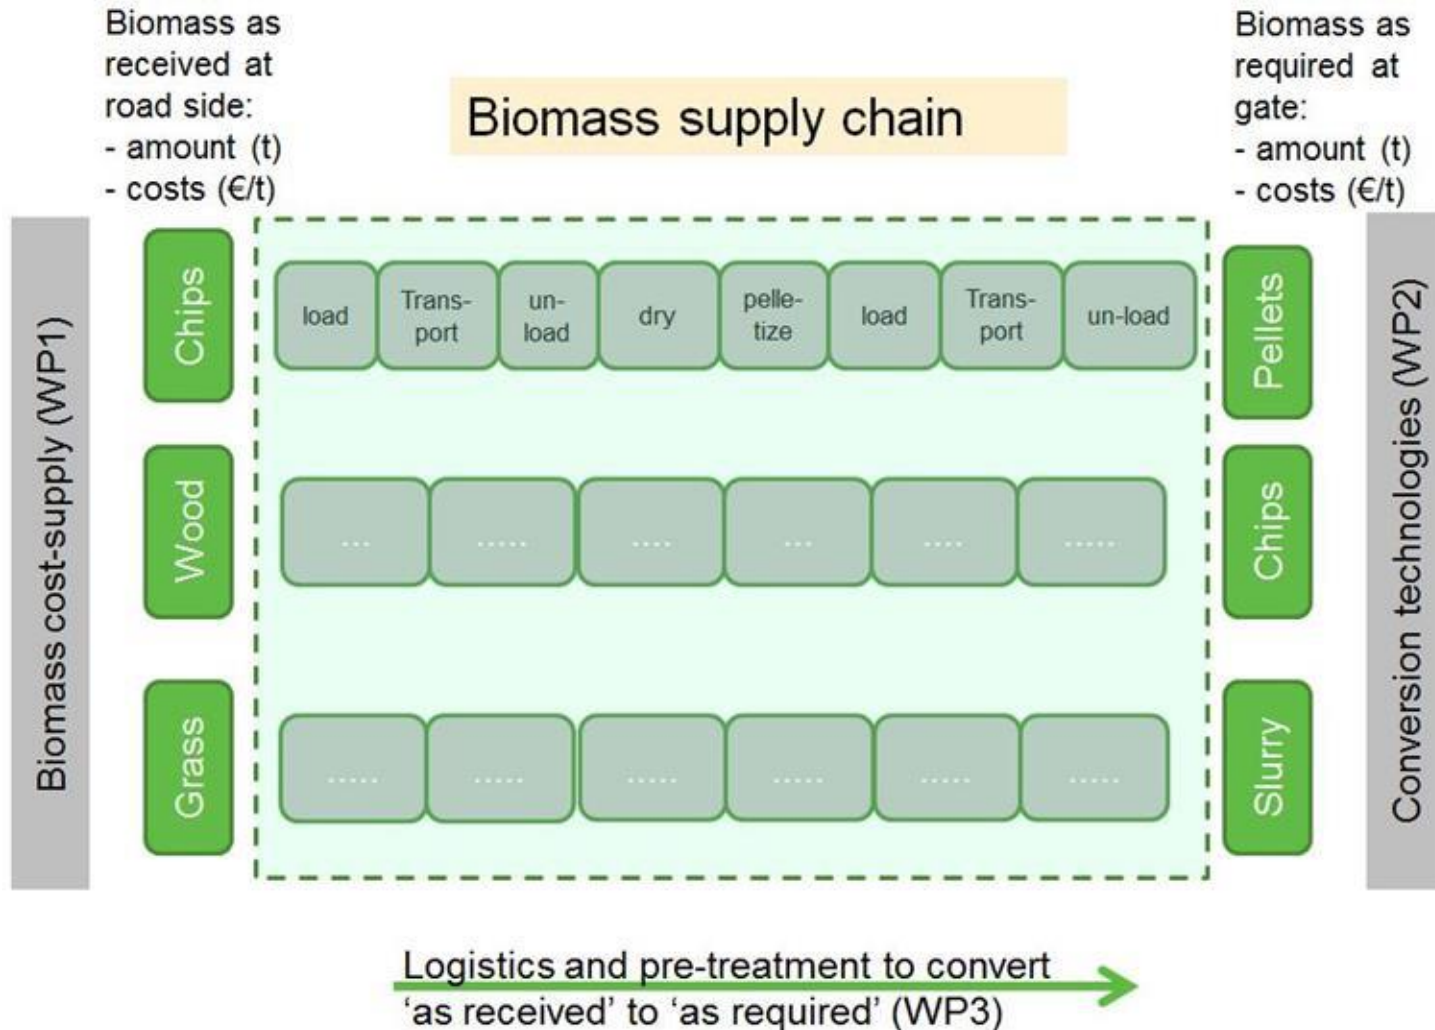 Biomass as
received at
road side:
- amount (t)
- costs (€/t)
Biomass supply chain
Biomass as
required at
gate:
- amount (t)
- costs (€/t)
Biomass cost-supply (WP1)
Chips
load
Trans-
port
un-
load
dry
pelle-
tize
load
Trans-
port
un-load
Pellets
Wood
...
.....
....
...
....
.....
Chips
Grass
.....
.....
.....
.....
.....
.....
Slurry
Conversion technologies (WP2)
Logistics and pre-treatment to convert
‘as received’ to ‘as required’ (WP3)